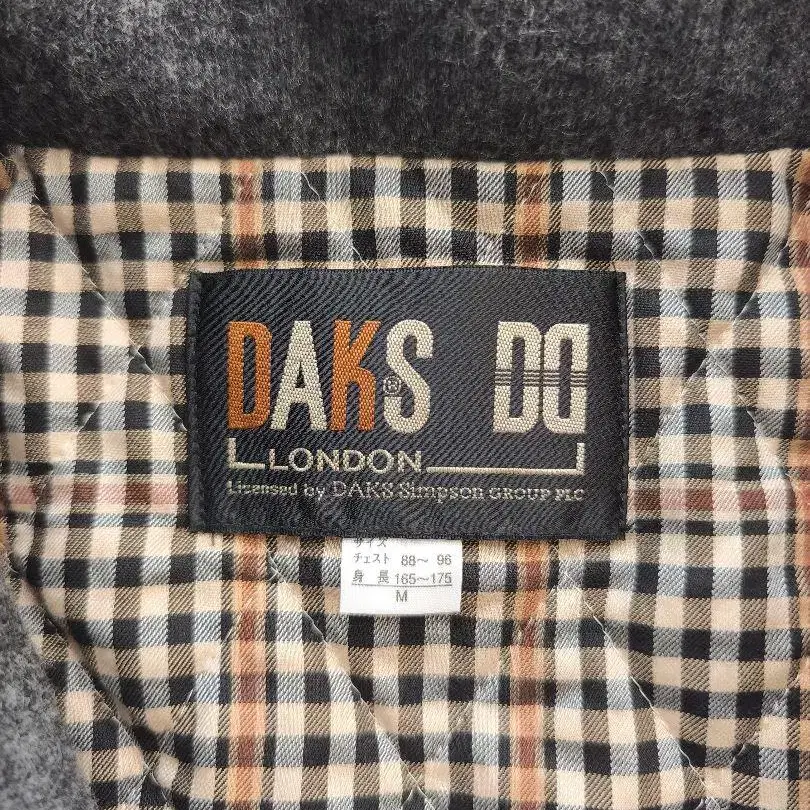 DAKS® DD
LONDON
Licensed by DAKS Simpson GROUP PLC
サイズ
チェスト 88～ 96
身 長 165～175
M